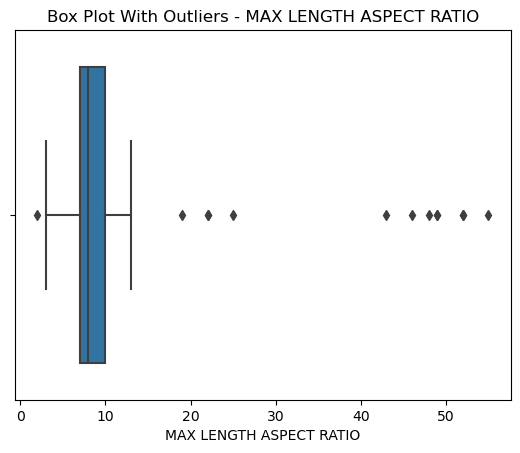 Box Plot With Outliers - MAX LENGTH ASPECT RATIO
0 10 20 30 40 50
MAX LENGTH ASPECT RATIO